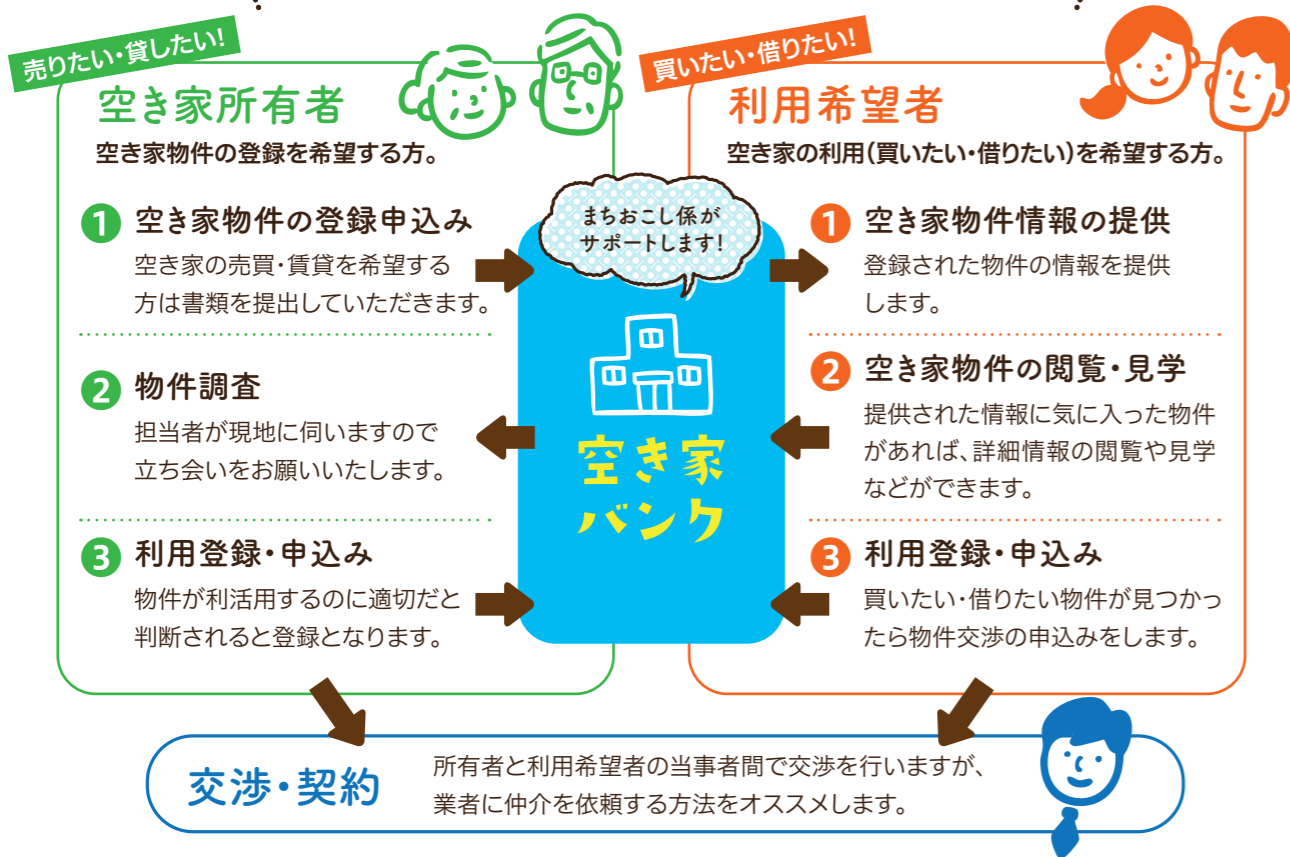 売りたい・貸したい!
空き家所有者
空き家物件の登録を希望する方。
1 空き家物件の登録申込み
空き家の売買・賃貸を希望する
方は書類を提出していただきます。
2 物件調査
担当者が現地に伺いますので
立ち会いをお願いいたします。
3 利用登録・申込み
物件が利活用するのに適切だと
判断されると登録となります。
まちおこし係が
サポートします!
空き家
バンク
買いたい・借りたい!
利用希望者
空き家の利用(買いたい・借りたい)を希望する方。
1 空き家物件情報の提供
登録された物件の情報を提供
します。
2 空き家物件の閲覧・見学
提供された情報に気に入った物件
があれば、詳細情報の閲覧や見学
などができます。
3 利用登録・申込み
買いたい・借りたい物件が見つかっ
たら物件交渉の申込みをします。
交渉・契約
所有者と利用希望者の当事者間で交渉を行いますが、
業者に仲介を依頼する方法をオススメします。